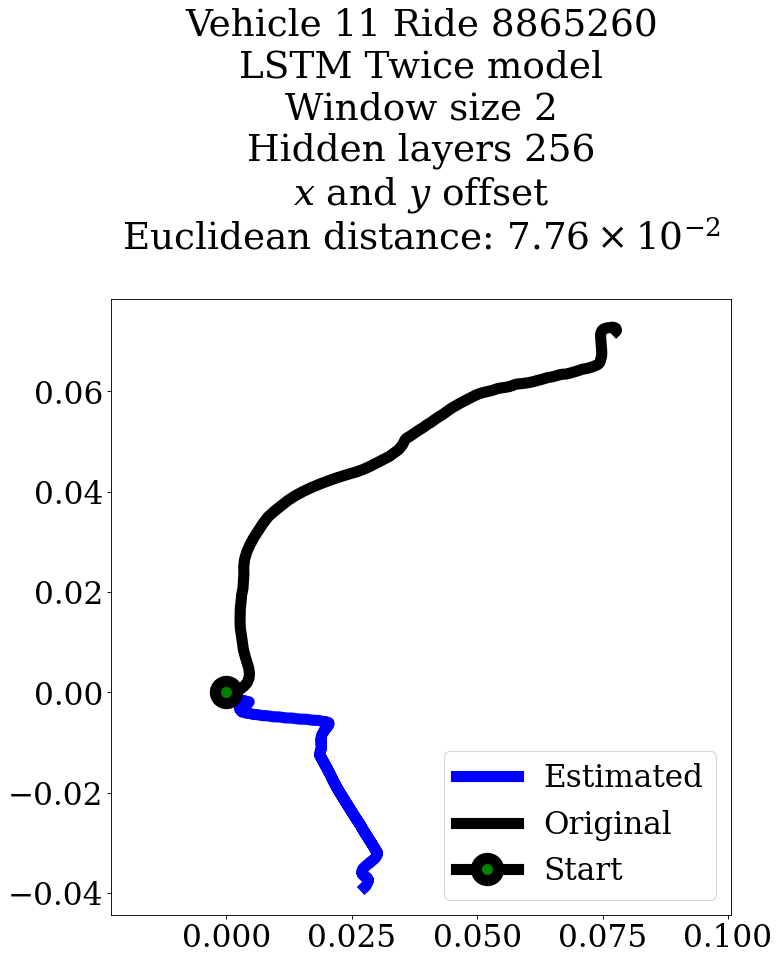 Vehicle 11 Ride 8865260
LSTM Twice model
Window size 2
Hidden layers 256
x and y offset
Euclidean distance: 7.76 × 10⁻²
0.06
0.04
0.02
0.00
−0.02
−0.04
Estimated
Original
Start
0.000 0.025 0.050 0.075 0.100